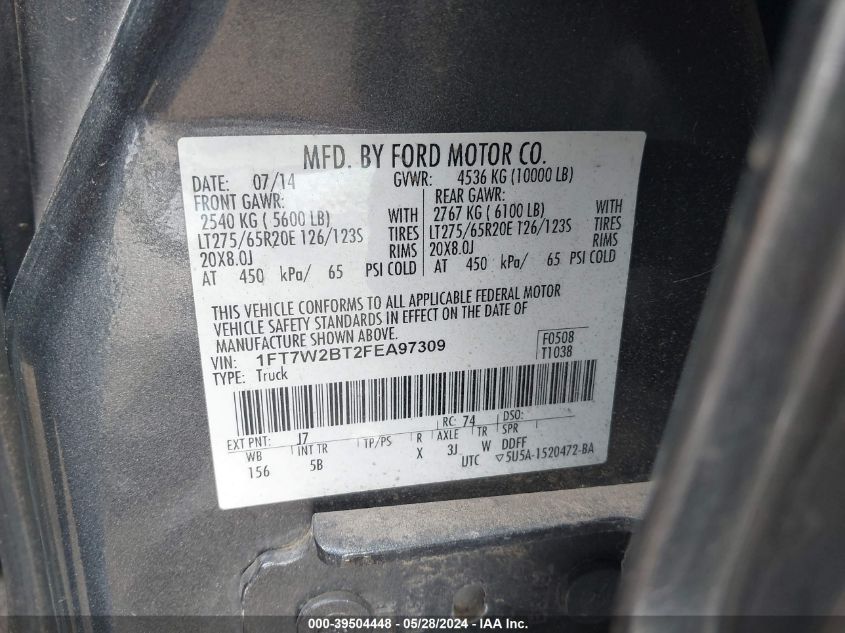 MFD. BY FORD MOTOR CO.
DATE: 07/14 GVWR: 4536 KG (10000 LB)
FRONT GAWR: REAR GAWR:
2540 KG ( 5600 LB) WITH 2767 KG ( 6100 LB) WITH
LT275/65R20E 126/123S TIRES LT275/65R20E 126/123S TIRES
20X8.0J RIMS 20X8.0J RIMS
AT 450 kPa/ 65 PSI COLD AT 450 kPa/ 65 PSI COLD
THIS VEHICLE CONFORMS TO ALL APPLICABLE FEDERAL MOTOR
VEHICLE SAFETY STANDARDS IN EFFECT ON THE DATE OF
MANUFACTURE SHOWN ABOVE.
VIN: 1FT7W2BT2FEA97309 F0508
TYPE: Truck T1038
EXT PNT: J7 RC: 74 DSO:
WB INT TR TP/PS R AXLE TR SPR
156 5B X 3J W DDFF
UTC ▽5U5A-1520472-BA
000-39504448 - 05/28/2024 - IAAI.com.